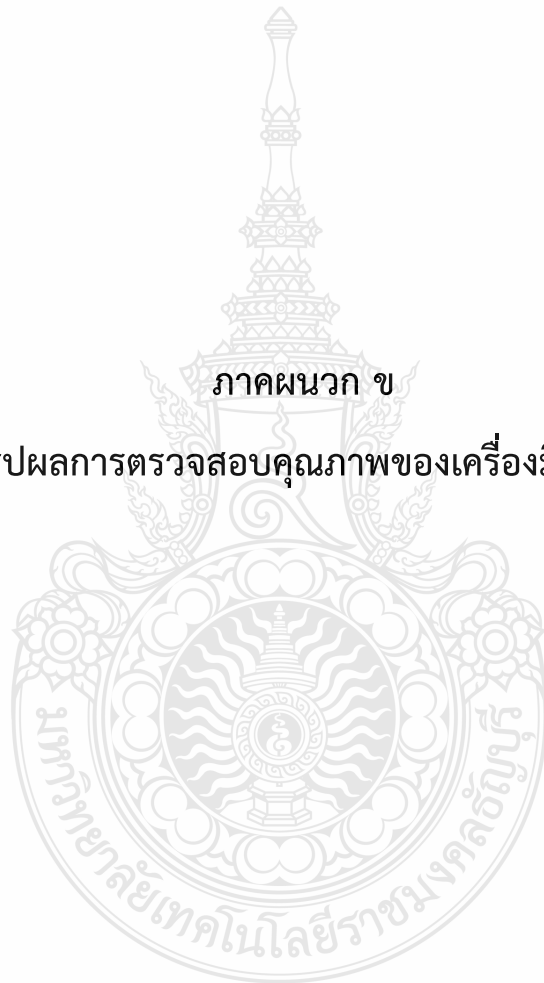 ภาคผนวก ข
ปผลการตรวจสอบคุณภาพของเครื่องมื
มหาวิทยาลัยเทคโนโลยีราชมงคลธัญบุรี